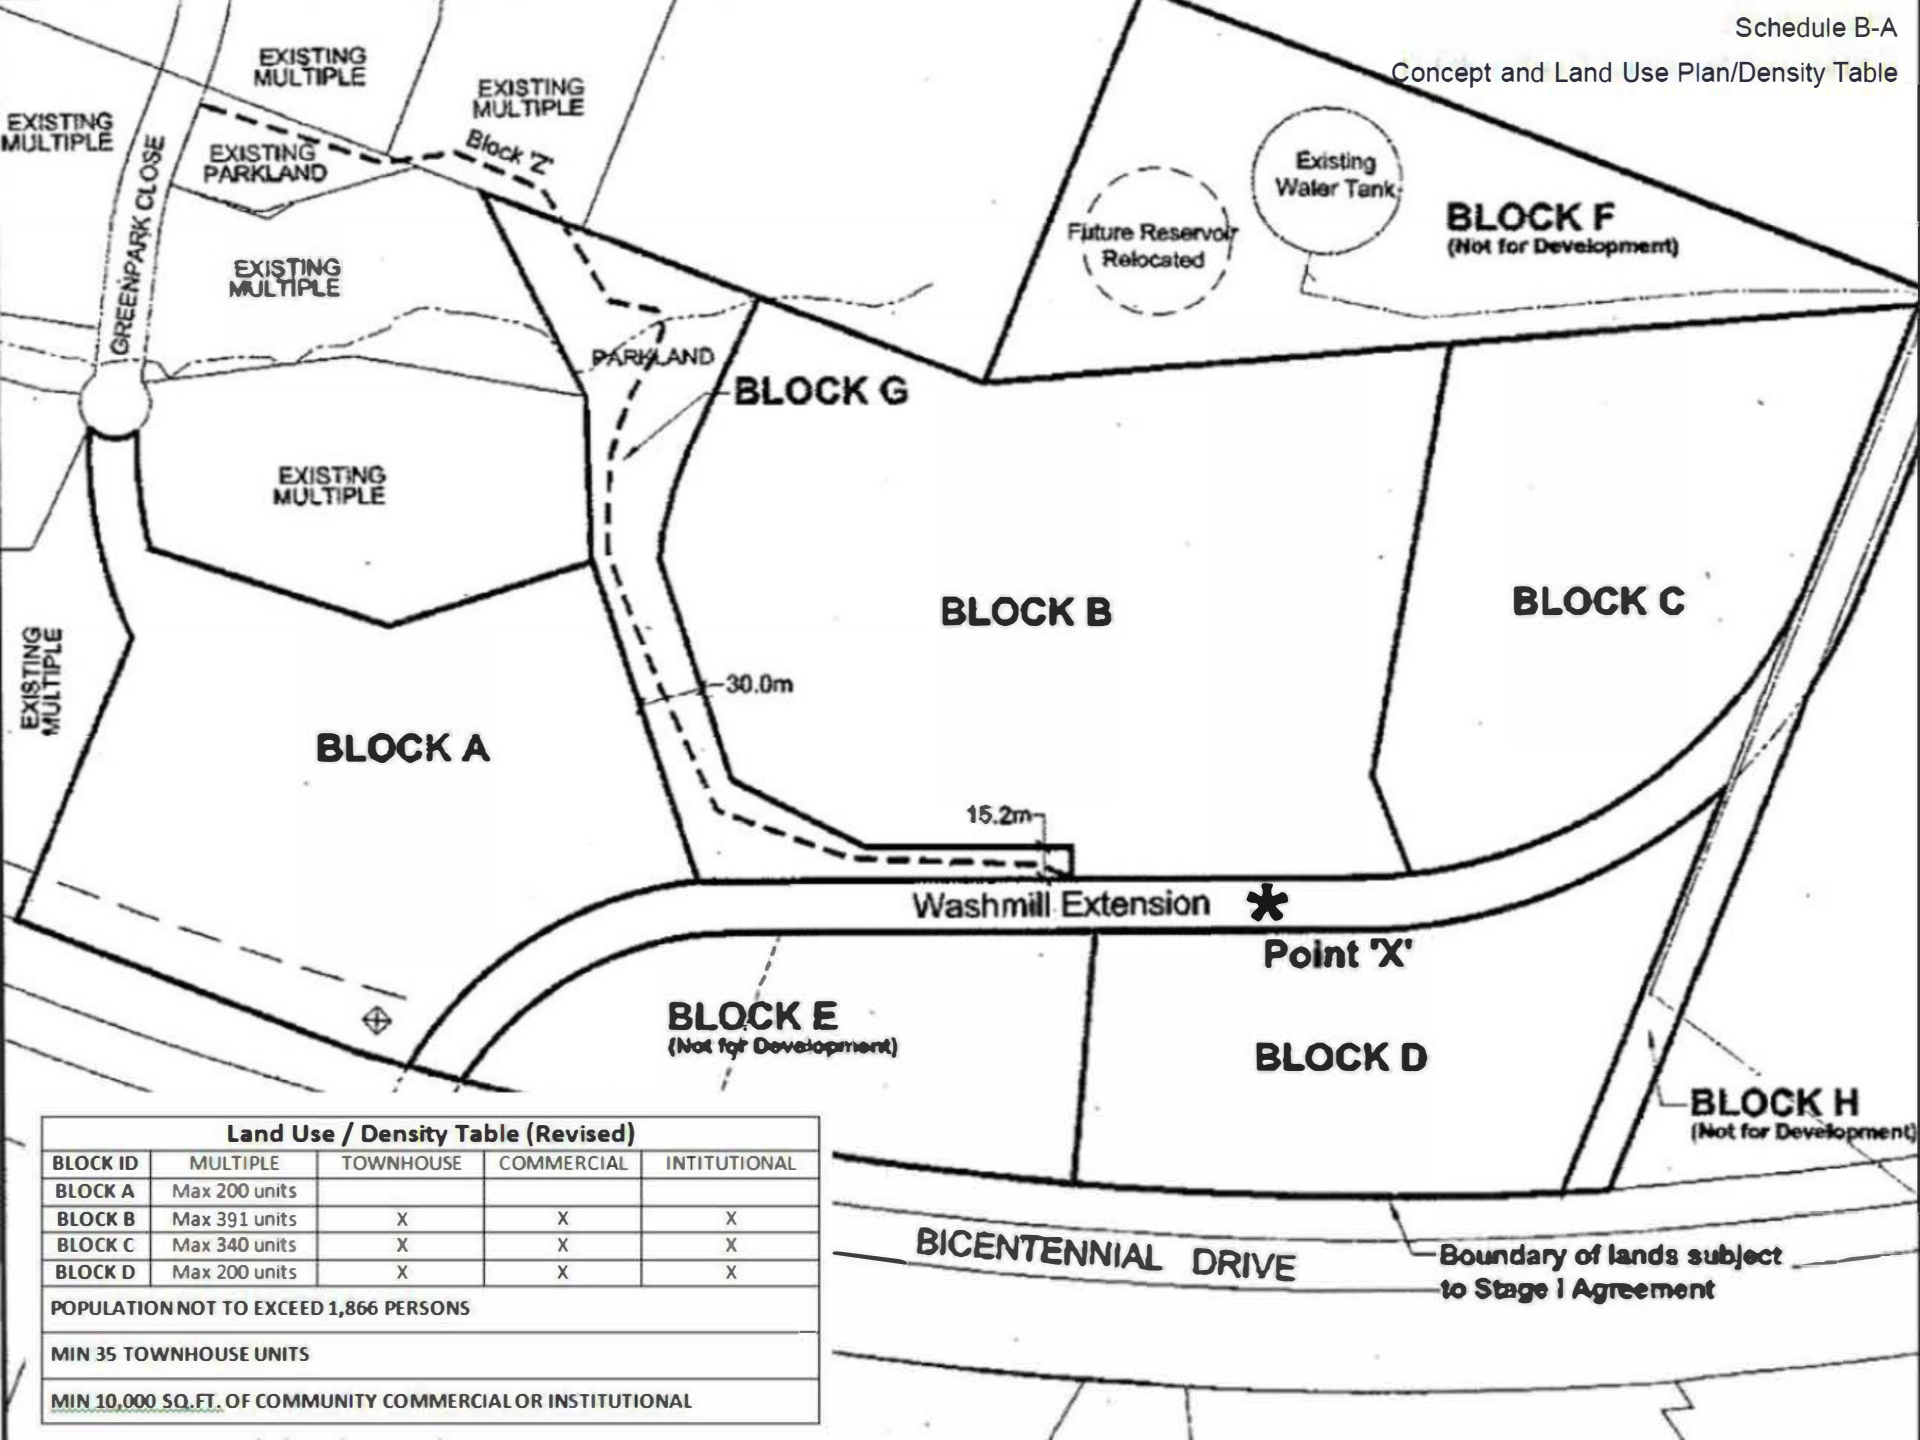 Schedule B-A
Concept and Land Use Plan/Density Table
EXISTING
MULTIPLE
EXISTING
MULTIPLE
EXISTING
MULTIPLE
Block 'Z'
EXISTING
PARKLAND
GREENPARK CLOSE
EXISTING
MULTIPLE
Existing
Water Tank
Future Reservoir
Relocated
BLOCK F
(Not for Development)
PARKLAND
BLOCK G
EXISTING
MULTIPLE
BLOCK B
BLOCK C
EXISTING
MULTIPLE
30.0m
BLOCK A
15.2m
Washmill Extension
Point 'X'
BLOCK E
(Not for Development)
BLOCK D
BLOCK H
(Not for Development)
Land Use / Density Table (Revised)
BLOCK ID MULTIPLE TOWNHOUSE COMMERCIAL INTITUTIONAL
BLOCK A Max 200 units
BLOCK B Max 391 units X X X
BLOCK C Max 340 units X X X
BLOCK D Max 200 units X X X
POPULATION NOT TO EXCEED 1,866 PERSONS
MIN 35 TOWNHOUSE UNITS
MIN 10,000 SQ.FT. OF COMMUNITY COMMERCIAL OR INSTITUTIONAL
BICENTENNIAL DRIVE
Boundary of lands subject
to Stage I Agreement